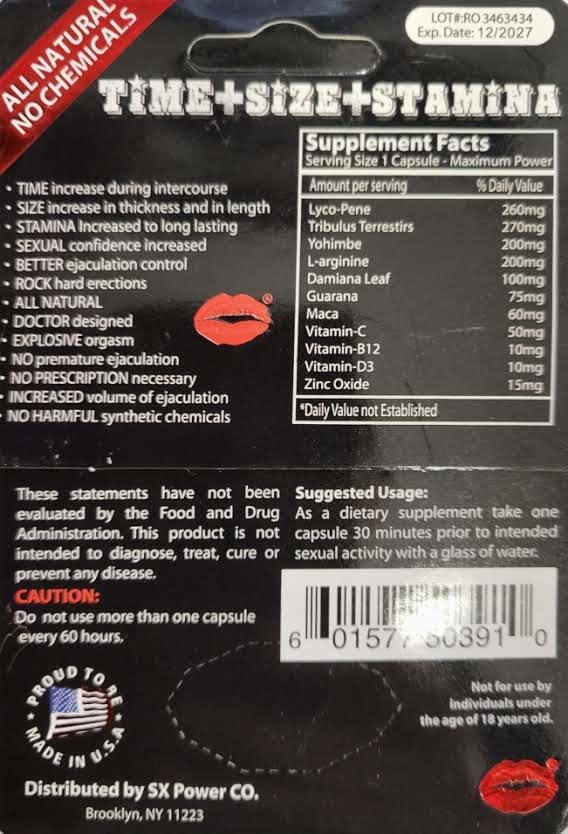 ALL NATURAL
NO CHEMICALS
LOT#:RO 3463434
Exp. Date: 12/2027
TiME+SiZE+STAMiNA
• TIME increase during intercourse
• SIZE increase in thickness and in length
• STAMINA Increased to long lasting
• SEXUAL confidence increased
• BETTER ejaculation control
• ROCK hard erections
• ALL NATURAL
• DOCTOR designed
• EXPLOSIVE orgasm
• NO premature ejaculation
• NO PRESCRIPTION necessary
• INCREASED volume of ejaculation
• NO HARMFUL synthetic chemicals
®
Supplement Facts
Serving Size 1 Capsule - Maximum Power
Amount per serving % Daily Value
Lyco-Pene 260mg
Tribulus Terrestirs 270mg
Yohimbe 200mg
L-arginine 200mg
Damiana Leaf 100mg
Guarana 75mg
Maca 60mg
Vitamin-C 50mg
Vitamin-B12 10mg
Vitamin-D3 10mg
Zinc Oxide 15mg
*Daily Value not Established
These statements have not been
evaluated by the Food and Drug
Administration. This product is not
intended to diagnose, treat, cure or
prevent any disease.
CAUTION:
Do not use more than one capsule
every 60 hours.
Suggested Usage:
As a dietary supplement take one
capsule 30 minutes prior to intended
sexual activity with a glass of water.
6 01577 50391 0
PROUD TO BE
MADE IN U.S.A
Not for use by
individuals under
the age of 18 years old.
Distributed by SX Power CO.
Brooklyn, NY 11223